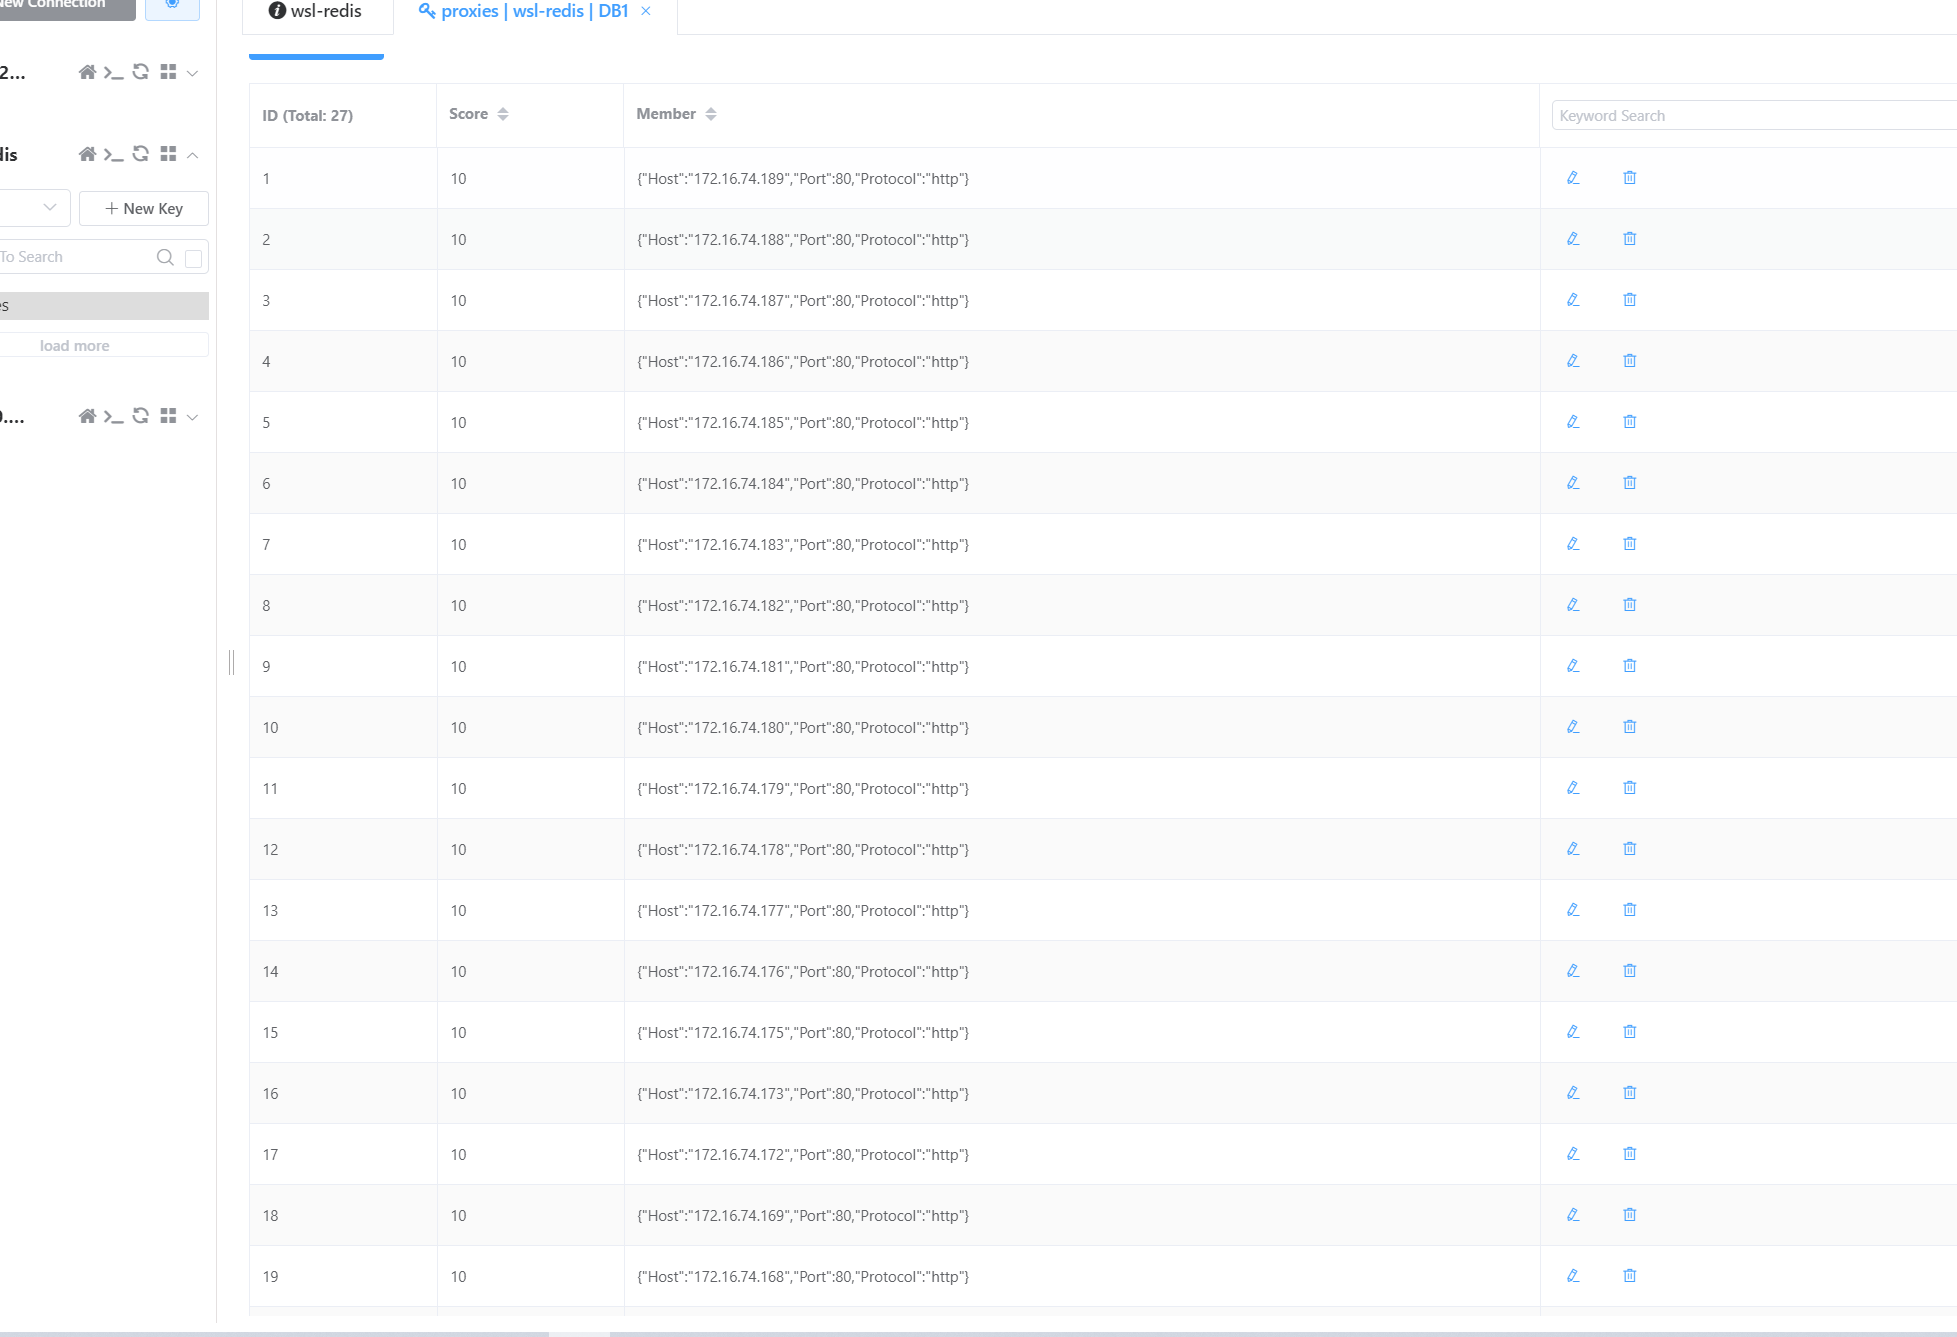 New Connection
wsl-redis
proxies | wsl-redis | DB1
2...
dis
New Key
To Search
es
load more
0....
ID (Total: 27) Score Member Keyword Search
1 10 {"Host":"172.16.74.189","Port":80,"Protocol":"http"}
2 10 {"Host":"172.16.74.188","Port":80,"Protocol":"http"}
3 10 {"Host":"172.16.74.187","Port":80,"Protocol":"http"}
4 10 {"Host":"172.16.74.186","Port":80,"Protocol":"http"}
5 10 {"Host":"172.16.74.185","Port":80,"Protocol":"http"}
6 10 {"Host":"172.16.74.184","Port":80,"Protocol":"http"}
7 10 {"Host":"172.16.74.183","Port":80,"Protocol":"http"}
8 10 {"Host":"172.16.74.182","Port":80,"Protocol":"http"}
9 10 {"Host":"172.16.74.181","Port":80,"Protocol":"http"}
10 10 {"Host":"172.16.74.180","Port":80,"Protocol":"http"}
11 10 {"Host":"172.16.74.179","Port":80,"Protocol":"http"}
12 10 {"Host":"172.16.74.178","Port":80,"Protocol":"http"}
13 10 {"Host":"172.16.74.177","Port":80,"Protocol":"http"}
14 10 {"Host":"172.16.74.176","Port":80,"Protocol":"http"}
15 10 {"Host":"172.16.74.175","Port":80,"Protocol":"http"}
16 10 {"Host":"172.16.74.173","Port":80,"Protocol":"http"}
17 10 {"Host":"172.16.74.172","Port":80,"Protocol":"http"}
18 10 {"Host":"172.16.74.169","Port":80,"Protocol":"http"}
19 10 {"Host":"172.16.74.168","Port":80,"Protocol":"http"}